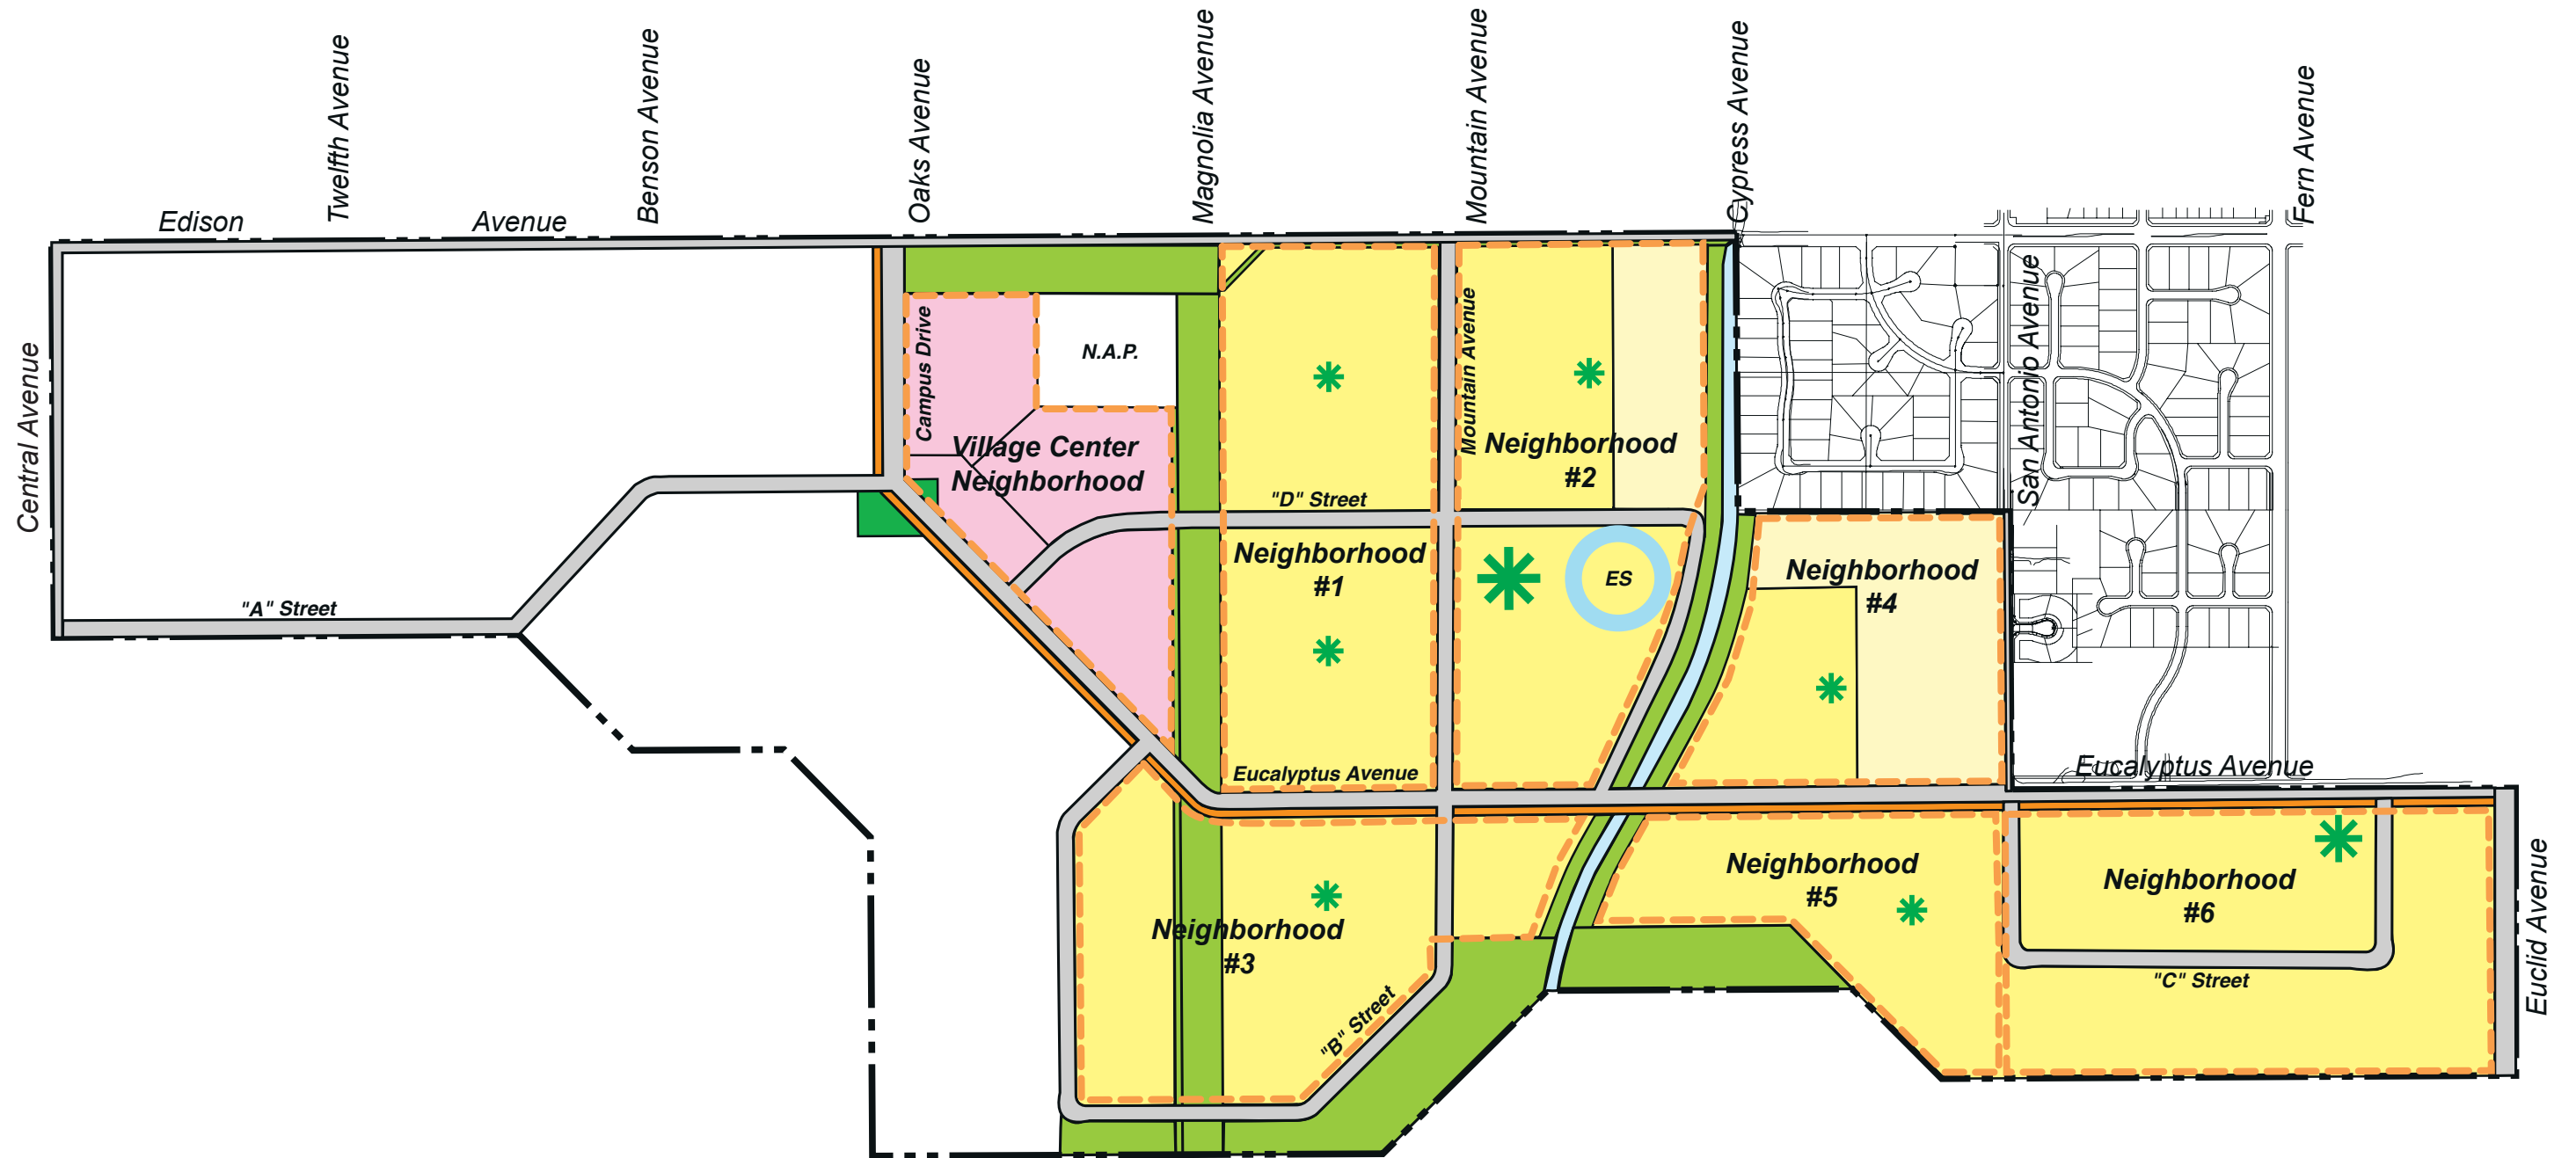 Twelfth Avenue
Benson Avenue
Oaks Avenue
Magnolia Avenue
Mountain Avenue
Cypress Avenue
Fern Avenue
Edison Avenue
Central Avenue
San Antonio Avenue
Campus Drive
N.A.P.
Mountain Avenue
Village Center
Neighborhood
Neighborhood
#2
"D" Street
Neighborhood
#1
ES
Neighborhood
#4
"A" Street
Eucalyptus Avenue
Eucalyptus Avenue
Neighborhood
#5
Neighborhood
#6
Euclid Avenue
Neighborhood
#3
"B" Street
"C" Street